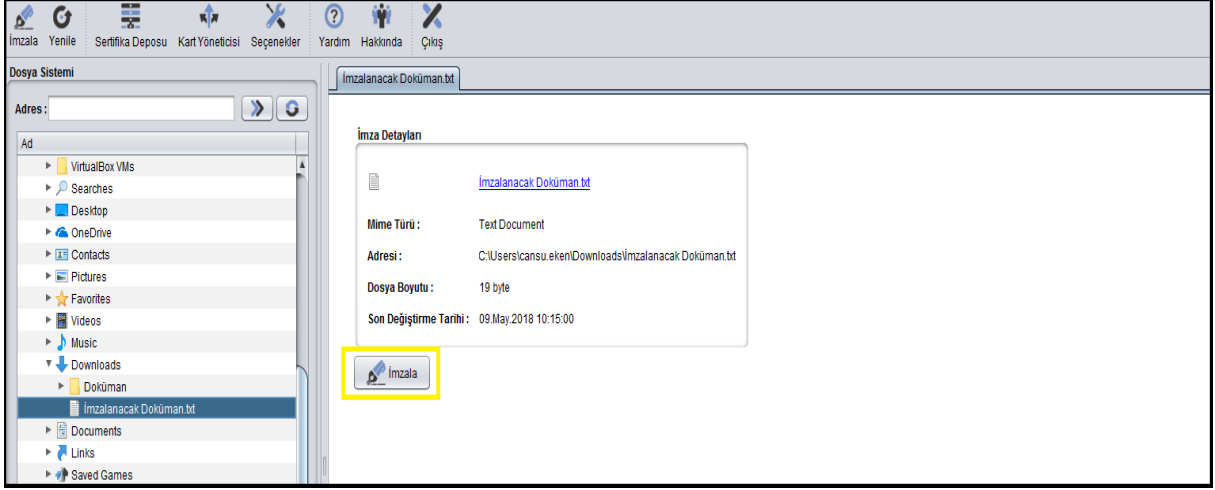 İmzala Yenile Sertifika Deposu Kart Yöneticisi Seçenekler Yardım Hakkında Çıkış
Dosya Sistemi
Adres :
Ad
VirtualBox VMs
Searches
Desktop
OneDrive
Contacts
Pictures
Favorites
Videos
Music
Downloads
Doküman
İmzalanacak Doküman.txt
Documents
Links
Saved Games
İmzalanacak Doküman.txt
İmza Detayları
İmzalanacak Doküman.txt
Mime Türü : Text Document
Adresi : C:\Users\cansu.eken\Downloads\İmzalanacak Doküman.txt
Dosya Boyutu : 19 byte
Son Değiştirme Tarihi : 09.May.2018 10:15:00
İmzala